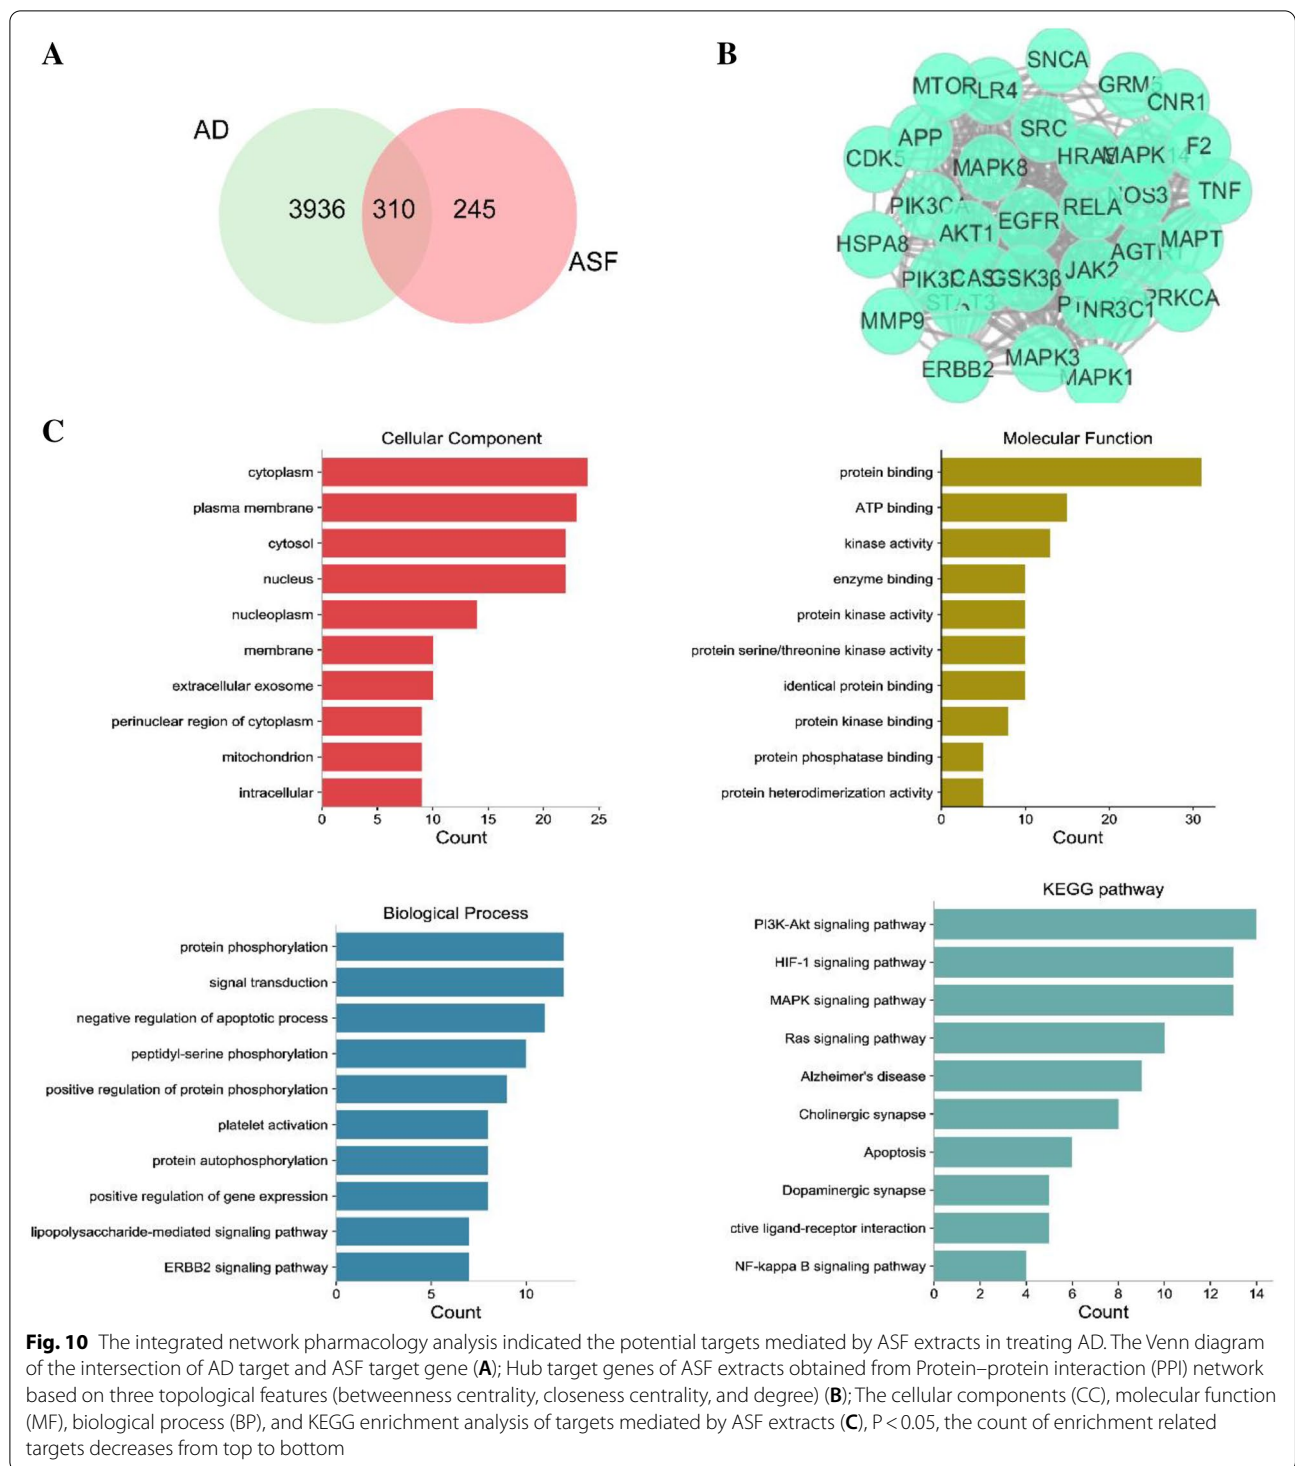 A
AD
3936
310
245
ASF
B
SNCA
MTOR
LR4
GRM5
CNR1
APP
SRC
CDK5
MAPK8
HRAS
MAPK14
F2
PIK3CA
AKT1
EGFR
RELA
NOS3
TNF
HSPA8
AGTR1
MAPT
CAS
GSK3β
JAK2
STAT3
NR3C1
PRKCA
MMP9
ERBB2
MAPK3
MAPK1
C
Cellular Component
cytoplasm
plasma membrane
cytosol
nucleus
nucleoplasm
membrane
extracellular exosome
perinuclear region of cytoplasm
mitochondrion
intracellular
0 5 10 15 20 25
Count
Molecular Function
protein binding
ATP binding
kinase activity
enzyme binding
protein kinase activity
protein serine/threonine kinase activity
identical protein binding
protein kinase binding
protein phosphatase binding
protein heterodimerization activity
0 10 20 30
Count
Biological Process
protein phosphorylation
signal transduction
negative regulation of apoptotic process
peptidyl-serine phosphorylation
positive regulation of protein phosphorylation
platelet activation
protein autophosphorylation
positive regulation of gene expression
lipopolysaccharide-mediated signaling pathway
ERBB2 signaling pathway
0 5 10
Count
KEGG pathway
PI3K-Akt signaling pathway
HIF-1 signaling pathway
MAPK signaling pathway
Ras signaling pathway
Alzheimer's disease
Cholinergic synapse
Apoptosis
Dopaminergic synapse
ctive ligand-receptor interaction
NF-kappa B signaling pathway
0 2 4 6 8 10 12 14
Count
Fig. 10 The integrated network pharmacology analysis indicated the potential targets mediated by ASF extracts in treating AD. The Venn diagram
of the intersection of AD target and ASF target gene (A); Hub target genes of ASF extracts obtained from Protein–protein interaction (PPI) network
based on three topological features (betweenness centrality, closeness centrality, and degree) (B); The cellular components (CC), molecular function
(MF), biological process (BP), and KEGG enrichment analysis of targets mediated by ASF extracts (C), P < 0.05, the count of enrichment related
targets decreases from top to bottom